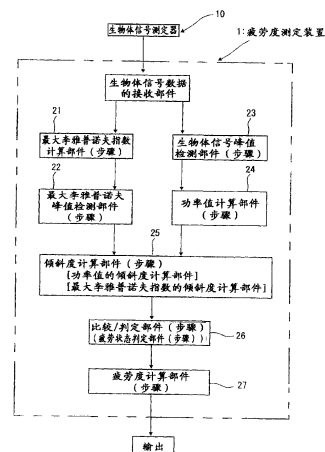 10
生物体信号测定器
1:疲劳度测定装置
生物体信号数据
的接收部件
21
最大李雅普诺夫指数
计算部件(步骤)
23
生物体信号峰值
检测部件(步骤)
22
最大李雅普诺夫
峰值检测部件
(步骤)
24
功率值计算部件
(步骤)
25
倾斜度计算部件(步骤)
[功率值的倾斜度计算部件]
[最大李雅普诺夫指数的倾斜度计算部件]
比较/判定部件(步骤)
(疲劳状态判定部件(步骤))
26
疲劳度计算部件
(步骤)
27
输出